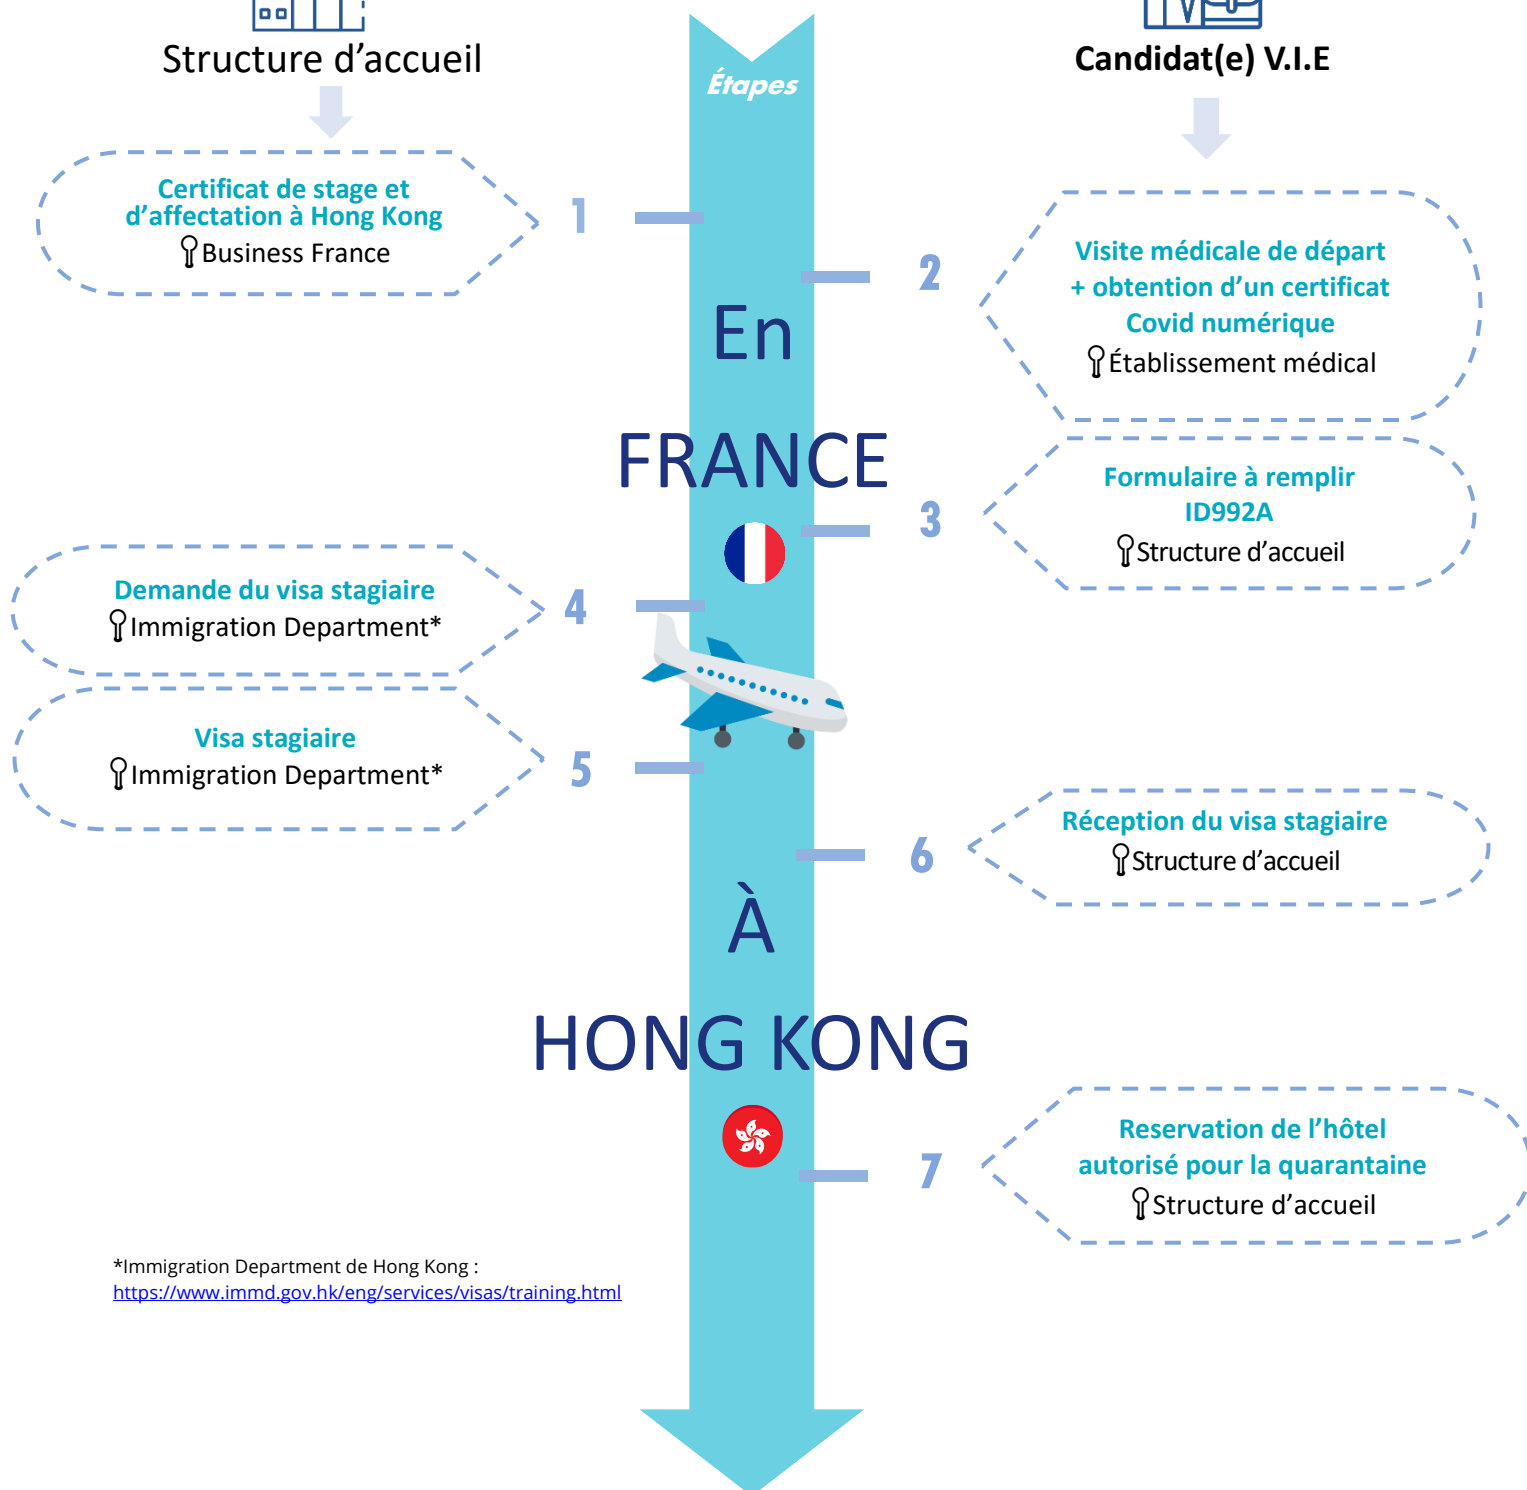 Structure d'accueil
Candidat(e) V.I.E
Étapes
Certificat de stage et
d'affectation à Hong Kong
Business France
1
2
Visite médicale de départ
+ obtention d'un certificat
Covid numérique
Établissement médical
En
FRANCE
3
Formulaire à remplir
ID992A
Structure d'accueil
Demande du visa stagiaire
Immigration Department*
4
Visa stagiaire
Immigration Department*
5
6
Réception du visa stagiaire
Structure d'accueil
À
HONG KONG
7
Reservation de l'hôtel
autorisé pour la quarantaine
Structure d'accueil
*Immigration Department de Hong Kong :
https://www.immd.gov.hk/eng/services/visas/training.html